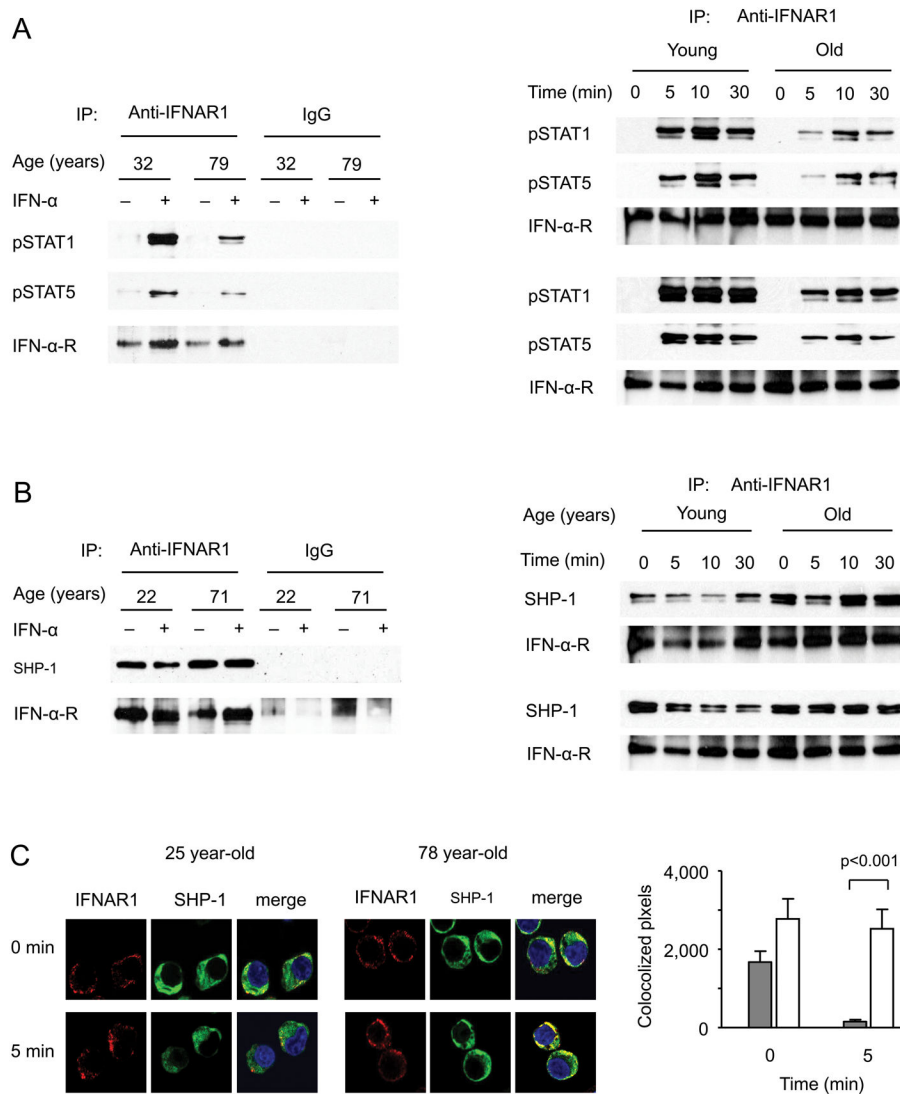 A
IP: Anti-IFNAR1 IgG
Age (years) 32 79 32 79
IFN-α – + – + – + – +
pSTAT1
pSTAT5
IFN-α-R
IP: Anti-IFNAR1
Young Old
Time (min) 0 5 10 30 0 5 10 30
pSTAT1
pSTAT5
IFN-α-R
pSTAT1
pSTAT5
IFN-α-R
B
IP: Anti-IFNAR1 IgG
Age (years) 22 71 22 71
IFN-α – + – + – + – +
SHP-1
IFN-α-R
IP: Anti-IFNAR1
Age (years) Young Old
Time (min) 0 5 10 30 0 5 10 30
SHP-1
IFN-α-R
SHP-1
IFN-α-R
C
25 year-old 78 year-old
IFNAR1 SHP-1 merge IFNAR1 SHP-1 merge
0 min
5 min
p<0.001
4,000
2,000
0
Colocolized pixels
0 5
Time (min)